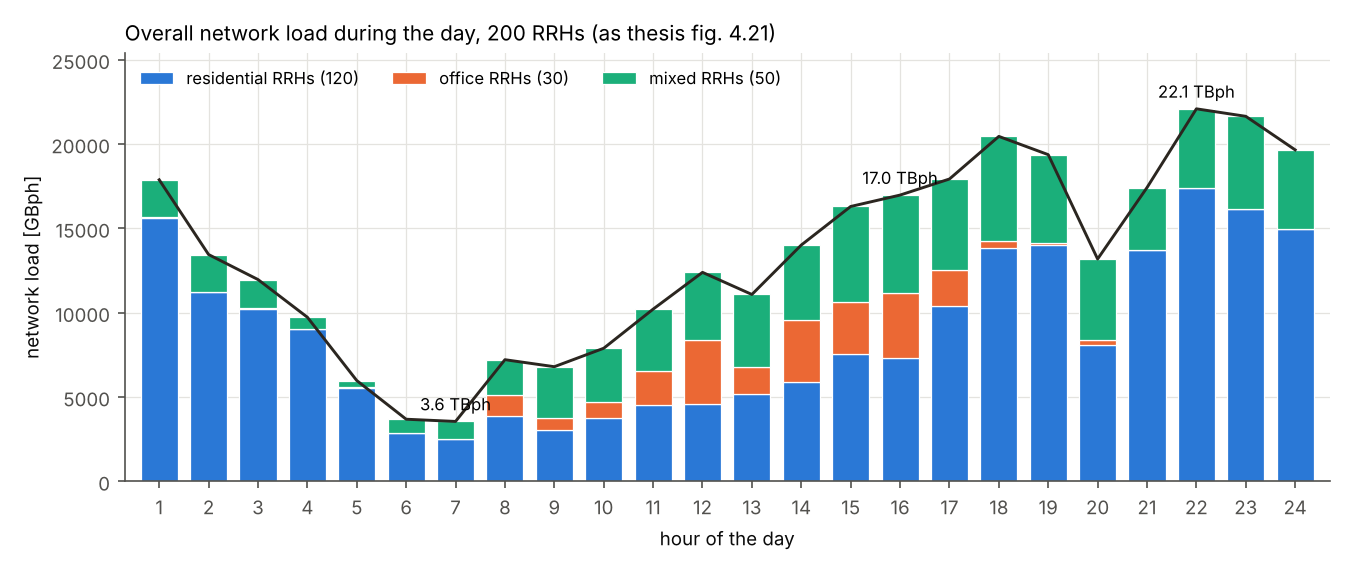 Overall network load during the day, 200 RRHs (as thesis fig. 4.21)
residential RRHs (120) office RRHs (30) mixed RRHs (50)
25000
20000
15000
10000
5000
0
network load [GBph]
3.6 TBph
17.0 TBph
22.1 TBph
1 2 3 4 5 6 7 8 9 10 11 12 13 14 15 16 17 18 19 20 21 22 23 24
hour of the day